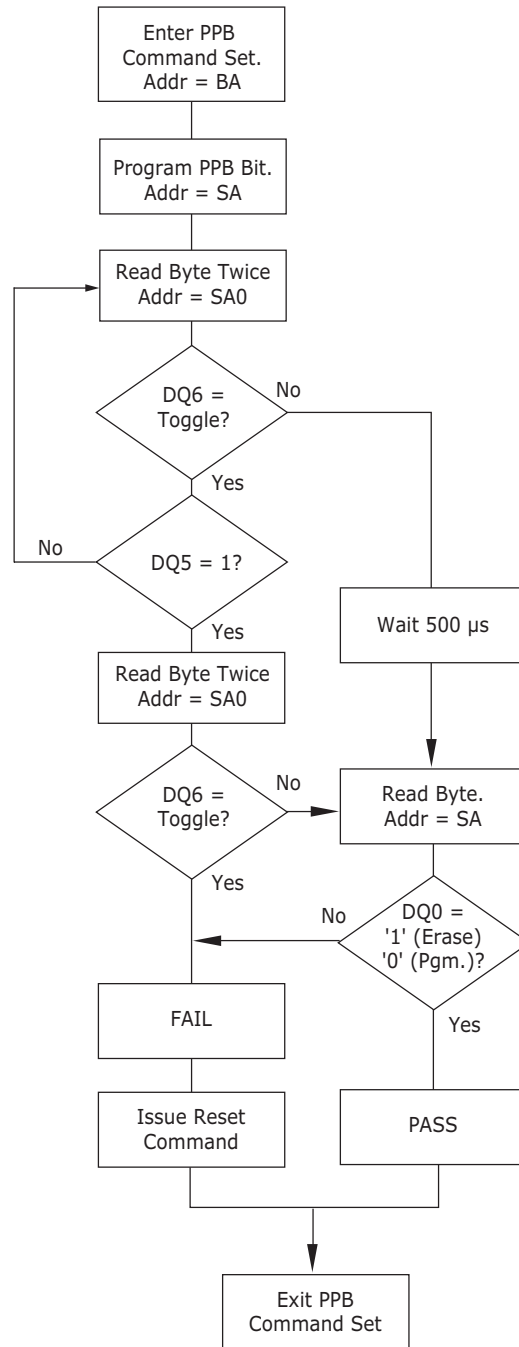 Enter PPB
Command Set.
Addr = BA
Program PPB Bit.
Addr = SA
Read Byte Twice
Addr = SA0
DQ6 =
Toggle?
No
Yes
DQ5 = 1?
No
Yes
Wait 500 µs
Read Byte Twice
Addr = SA0
DQ6 =
Toggle?
No
Yes
Read Byte.
Addr = SA
DQ0 =
'1' (Erase)
'0' (Pgm.)?
No
Yes
FAIL
Issue Reset
Command
PASS
Exit PPB
Command Set